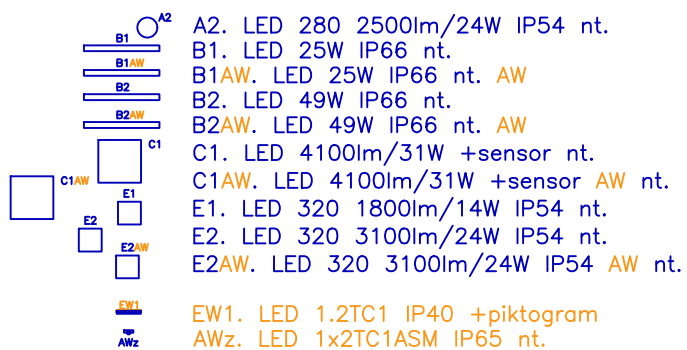 A2 A2. LED 280 2500lm/24W IP54 nt.
B1 B1. LED 25W IP66 nt.
B1AW B1AW. LED 25W IP66 nt. AW
B2 B2. LED 49W IP66 nt.
B2AW B2AW. LED 49W IP66 nt. AW
C1 C1. LED 4100lm/31W +sensor nt.
C1AW C1AW. LED 4100lm/31W +sensor AW nt.
E1 E1. LED 320 1800lm/14W IP54 nt.
E2 E2. LED 320 3100lm/24W IP54 nt.
E2AW E2AW. LED 320 3100lm/24W IP54 AW nt.
EW1 EW1. LED 1.2TC1 IP40 +piktogram
AWz AWz. LED 1x2TC1ASM IP65 nt.